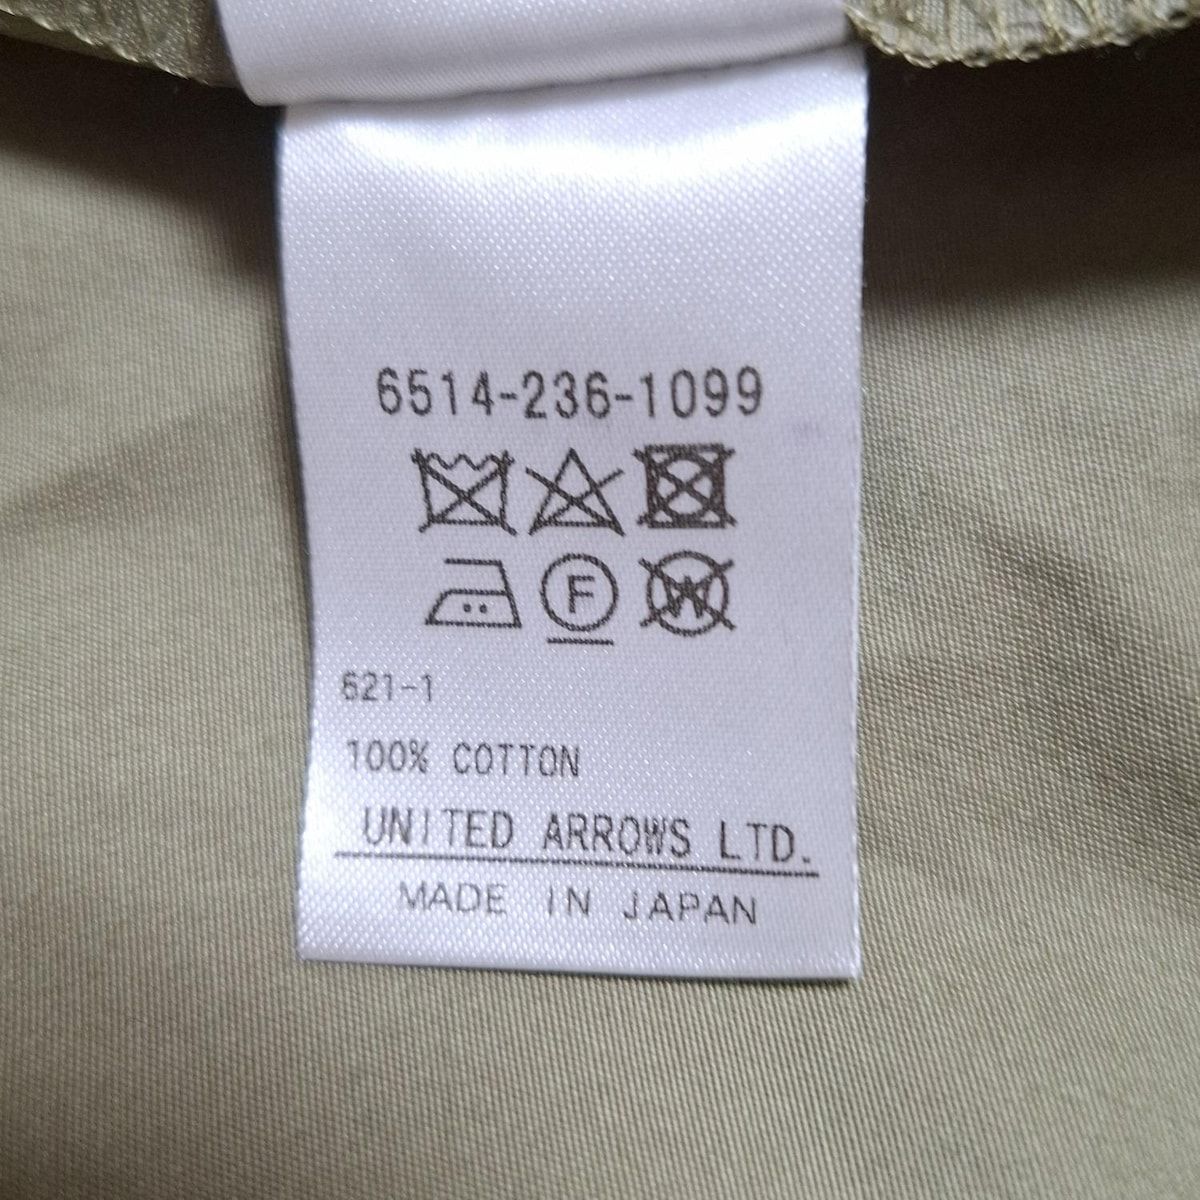 6514-236-1099
F W
621-1
100% COTTON
UNITED ARROWS LTD.
MADE IN JAPAN